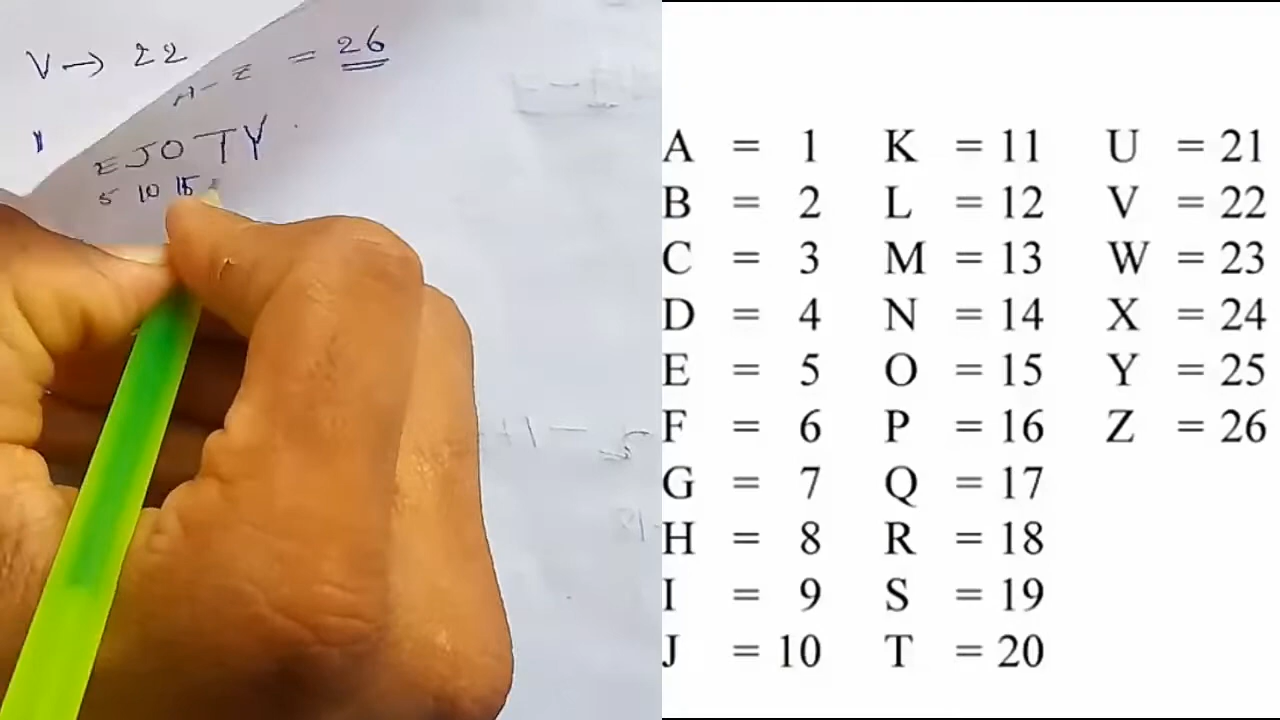 V → 22
A - Z = 26
E J O T Y
5 10 15
A = 1 K = 11 U = 21
B = 2 L = 12 V = 22
C = 3 M = 13 W = 23
D = 4 N = 14 X = 24
E = 5 O = 15 Y = 25
F = 6 P = 16 Z = 26
G = 7 Q = 17
H = 8 R = 18
I = 9 S = 19
J = 10 T = 20